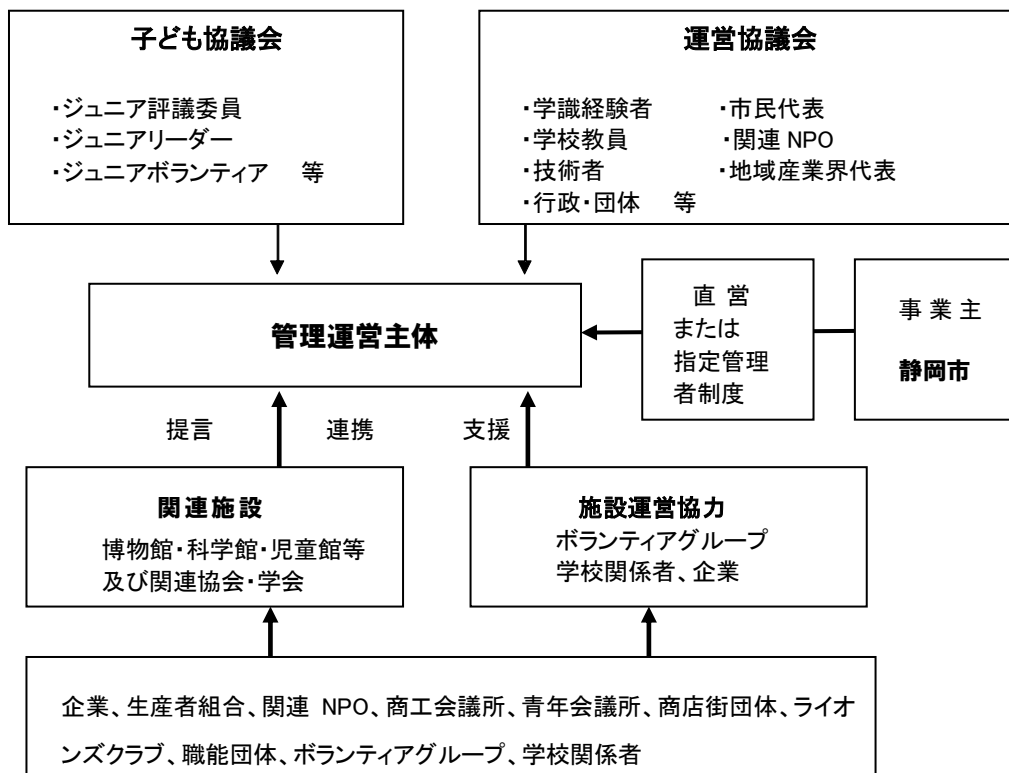 子ども協議会
・ジュニア評議委員
・ジュニアリーダー
・ジュニアボランティア　等
運営協議会
・学識経験者　・市民代表
・学校教員　・関連 NPO
・技術者　・地域産業界代表
・行政・団体　等
管理運営主体
直 営
または
指定管理
者制度
事 業 主
静岡市
提言　連携　支援
関連施設
博物館・科学館・児童館等
及び関連協会・学会
施設運営協力
ボランティアグループ
学校関係者、企業
企業、生産者組合、関連 NPO、商工会議所、青年会議所、商店街団体、ライオ
ンズクラブ、職能団体、ボランティアグループ、学校関係者